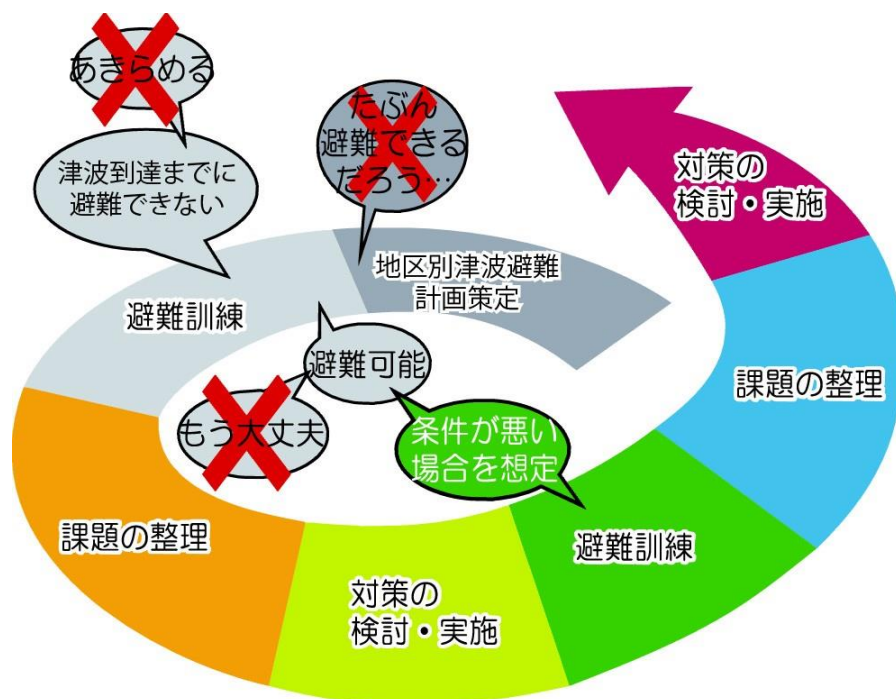 あきらめる
津波到達までに
避難できない
たぶん
避難できる
だろう…
地区別津波避難
計画策定
避難訓練
避難可能
もう大丈夫
条件が悪い
場合を想定
課題の整理
対策の
検討・実施
避難訓練
課題の整理
対策の
検討・実施